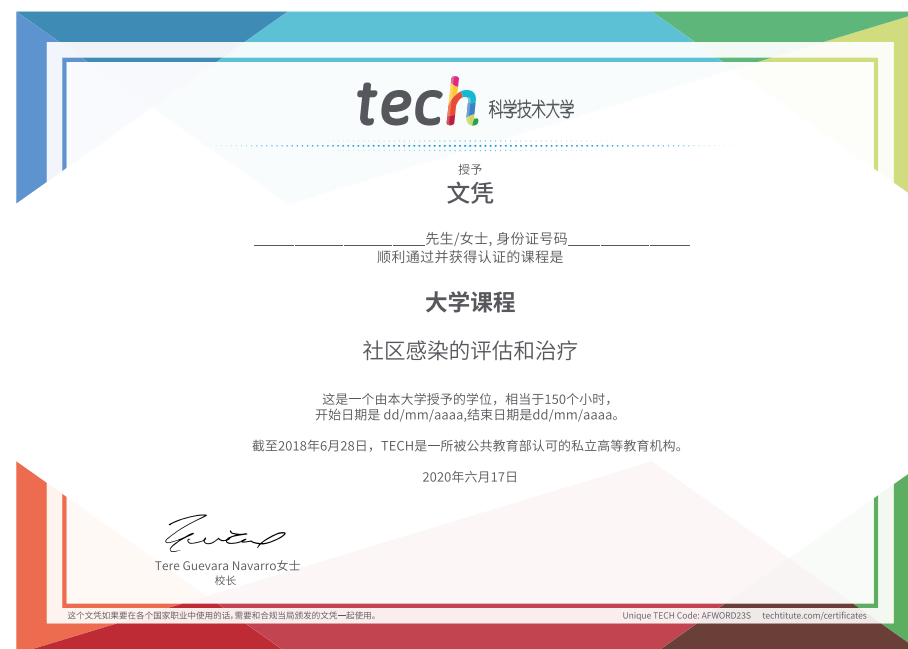 tech 科学技术大学
授予
文凭
____________________先生/女士, 身份证号码______________
顺利通过并获得认证的课程是
大学课程
社区感染的评估和治疗
这是一个由本大学授予的学位，相当于150个小时，
开始日期是 dd/mm/aaaa,结束日期是dd/mm/aaaa。
截至2018年6月28日，TECH是一所被公共教育部认可的私立高等教育机构。
2020年六月17日
Tere Guevara Navarro女士
校长
这个文凭如果要在各个国家职业中使用的话,需要和合规当局颁发的文凭一起使用。
Unique TECH Code: AFWORD23S techtitute.com/certificates